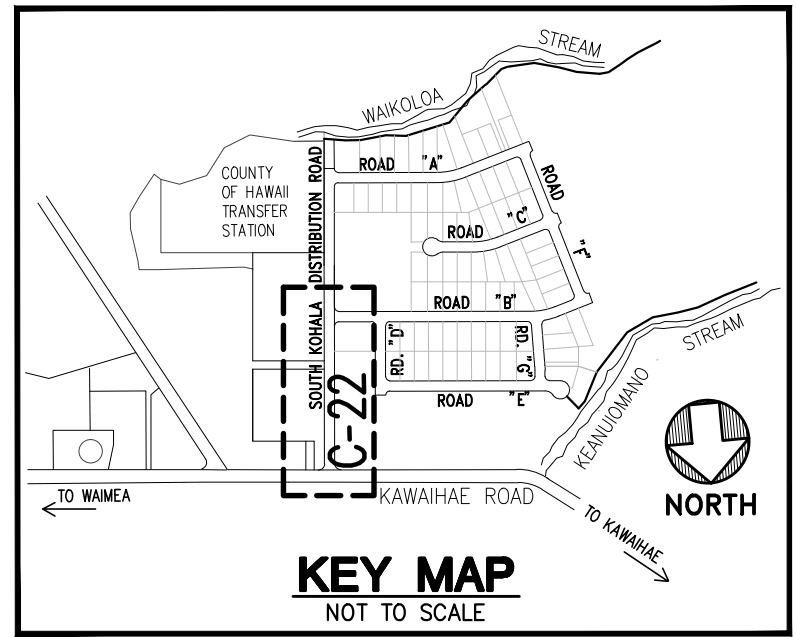 STREAM
WAIKOLOA
COUNTY
OF HAWAII
TRANSFER
STATION
SOUTH KOHALA DISTRIBUTION ROAD
ROAD "A"
ROAD "F"
ROAD "C"
ROAD "B"
RD. "D"
RD. "G"
ROAD "E"
C-22
STREAM
KEANUIOMANO
NORTH
TO WAIMEA
KAWAIHAE ROAD
TO KAWAIHAE
KEY MAP
NOT TO SCALE